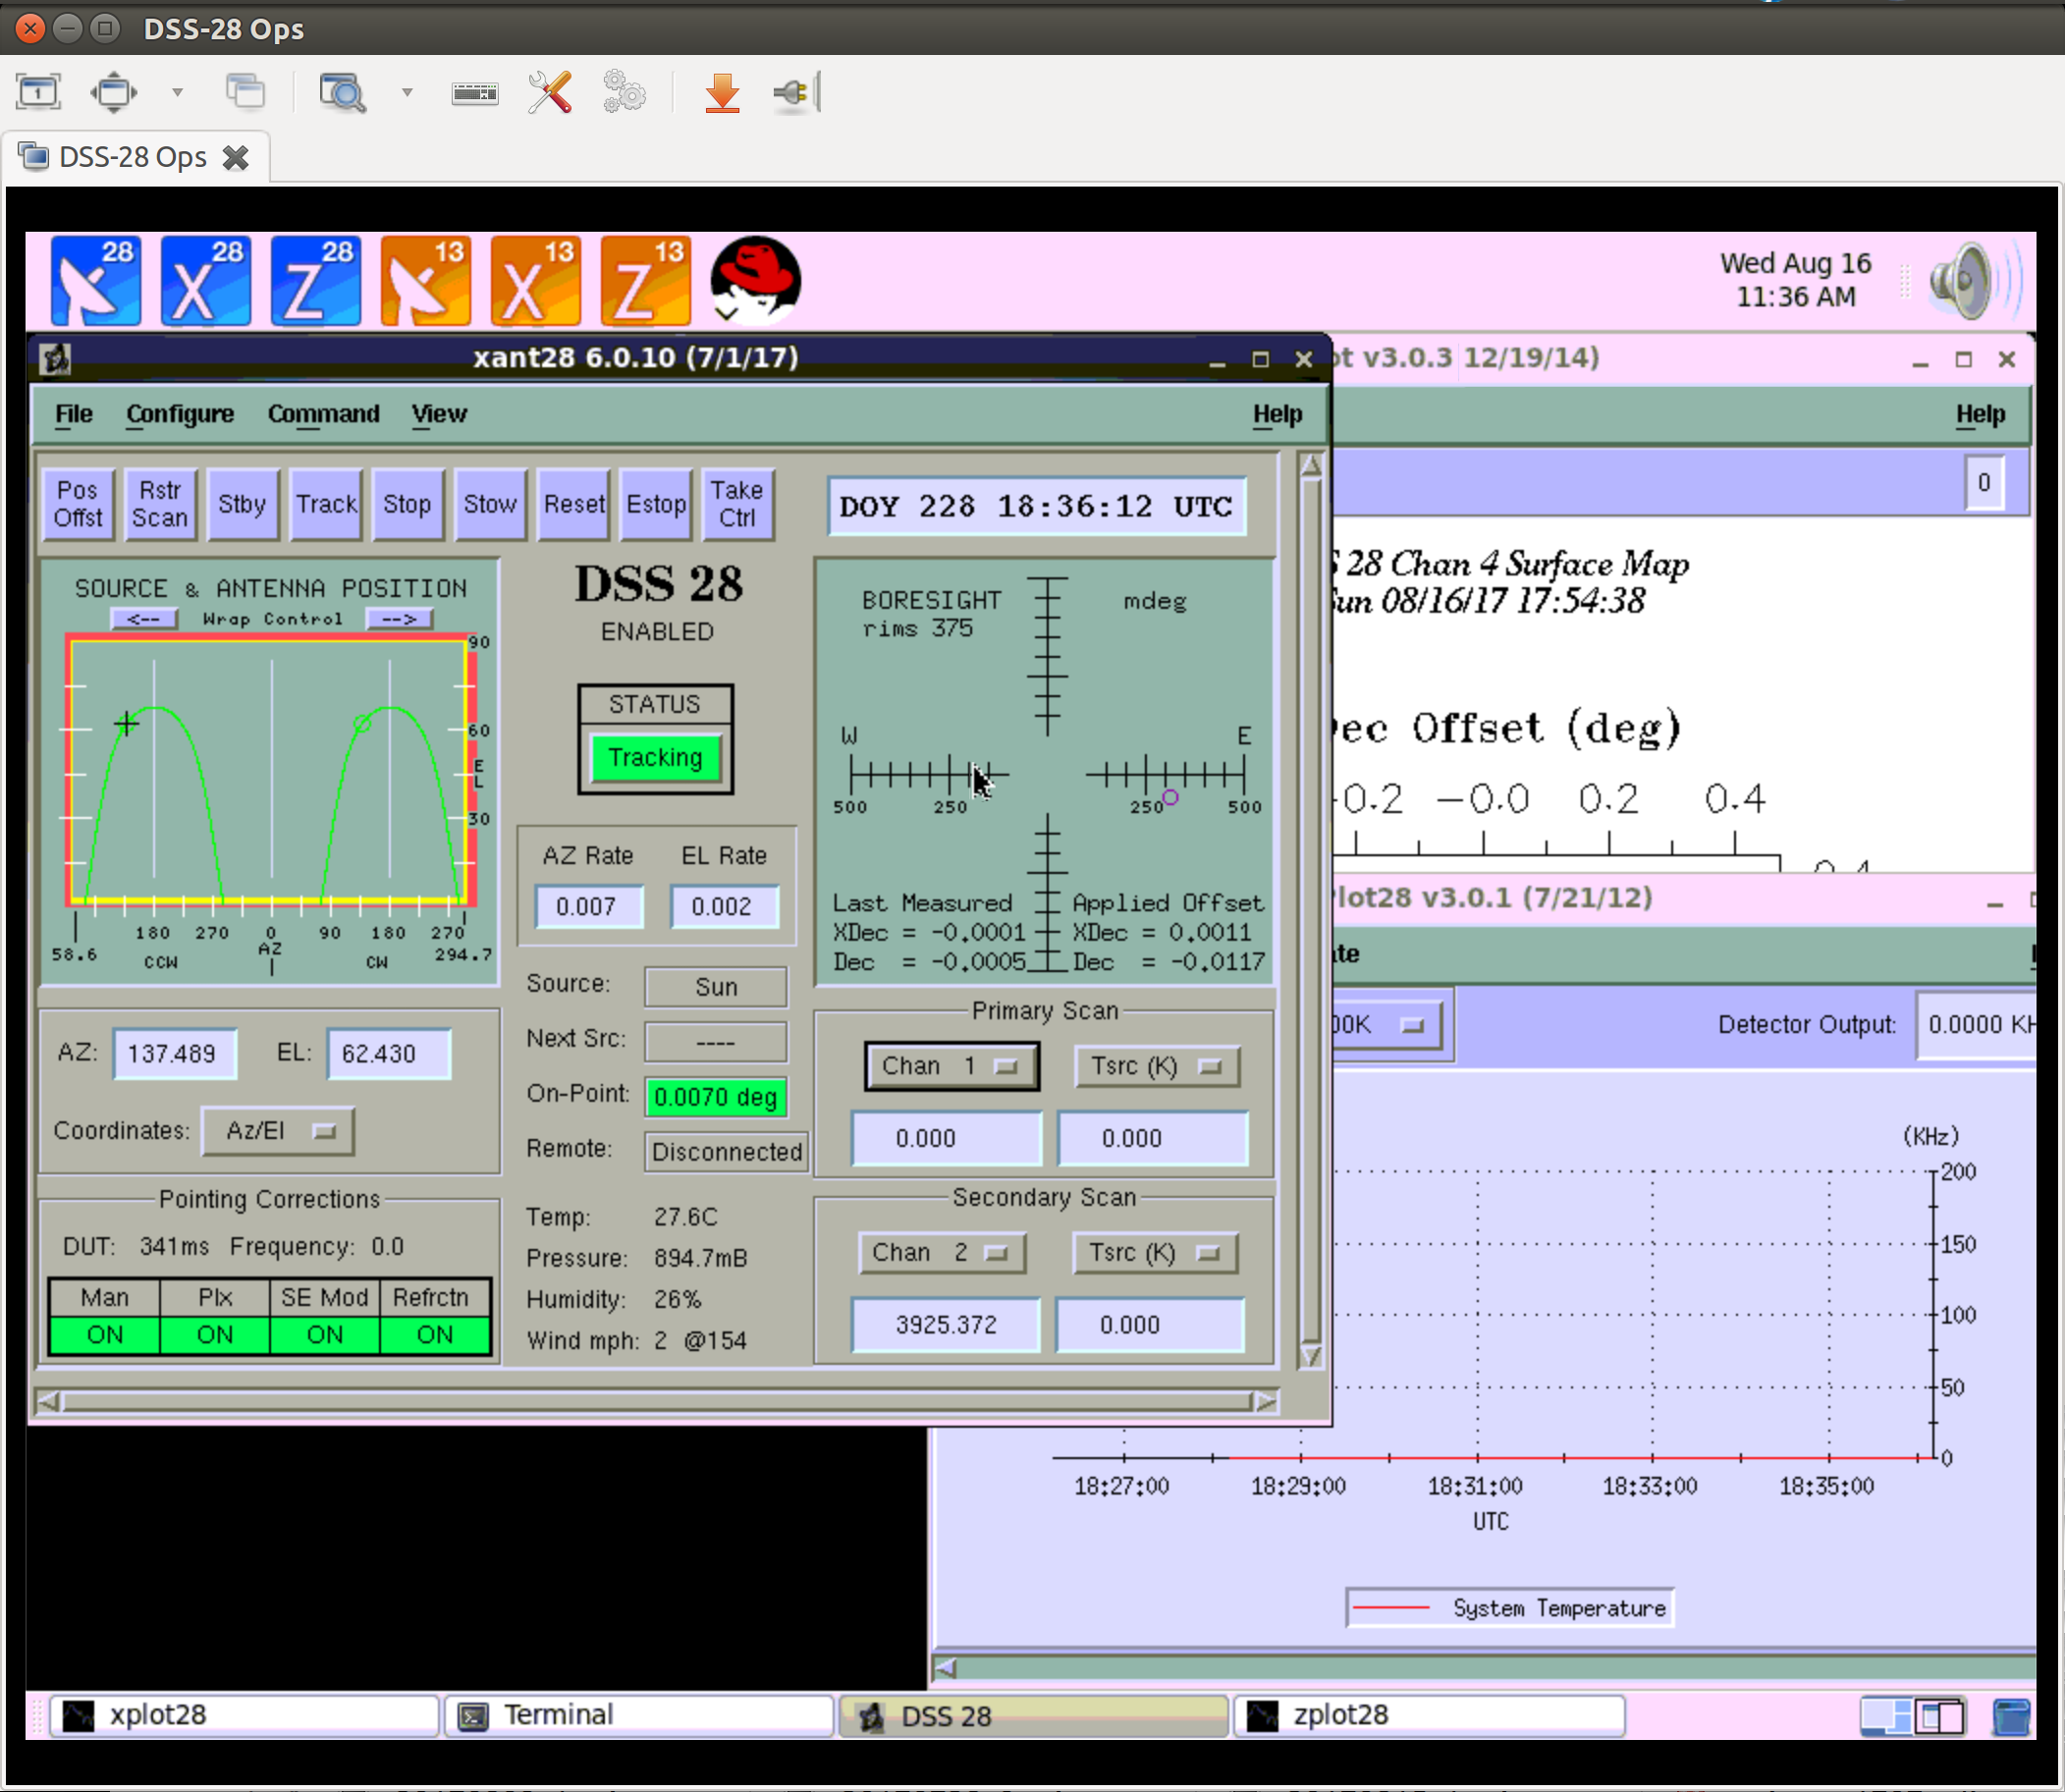 DSS-28 Ops
DSS-28 Ops
28 28 28 13 13 13
X Z X Z
Wed Aug 16
11:36 AM
xant28 6.0.10 (7/1/17)
ot v3.0.3 12/19/14)
File Configure Command View Help
Help
Pos Offst
Rstr Scan
Stby
Track
Stop
Stow
Reset
Estop
Take Ctrl
DOY 228 18:36:12 UTC
0
SOURCE & ANTENNA POSITION
<-- Wrap Control -->
90
60
EL
30
180 270 0 90 180 270
58.6 CCW AZ CW 294.7
DSS 28
ENABLED
STATUS
Tracking
AZ Rate EL Rate
0.007 0.002
BORESIGHT mdeg
rims 375
W E
500 250 250 500
Last Measured Applied Offset
XDec = -0.0001 XDec = 0.0011
Dec = -0.0005 Dec = -0.0117
28 Chan 4 Surface Map
Sun 08/16/17 17:54:38
Dec Offset (deg)
-0.2 -0.0 0.2 0.4
AZ: 137.489 EL: 62.430
Coordinates: Az/El
Source: Sun
Next Src: ----
On-Point: 0.0070 deg
Remote: Disconnected
Primary Scan
Chan 1 Tsrc (K)
0.000 0.000
Pointing Corrections
DUT: 341ms Frequency: 0.0
Man Plx SE Mod Refrctn
ON ON ON ON
Temp: 27.6C
Pressure: 894.7mB
Humidity: 26%
Wind mph: 2 @154
Secondary Scan
Chan 2 Tsrc (K)
3925.372 0.000
lot28 v3.0.1 (7/21/12)
00K Detector Output: 0.0000 KH
(KHz)
200
150
100
50
0
18:27:00 18:29:00 18:31:00 18:33:00 18:35:00
UTC
System Temperature
xplot28 Terminal DSS 28 zplot28